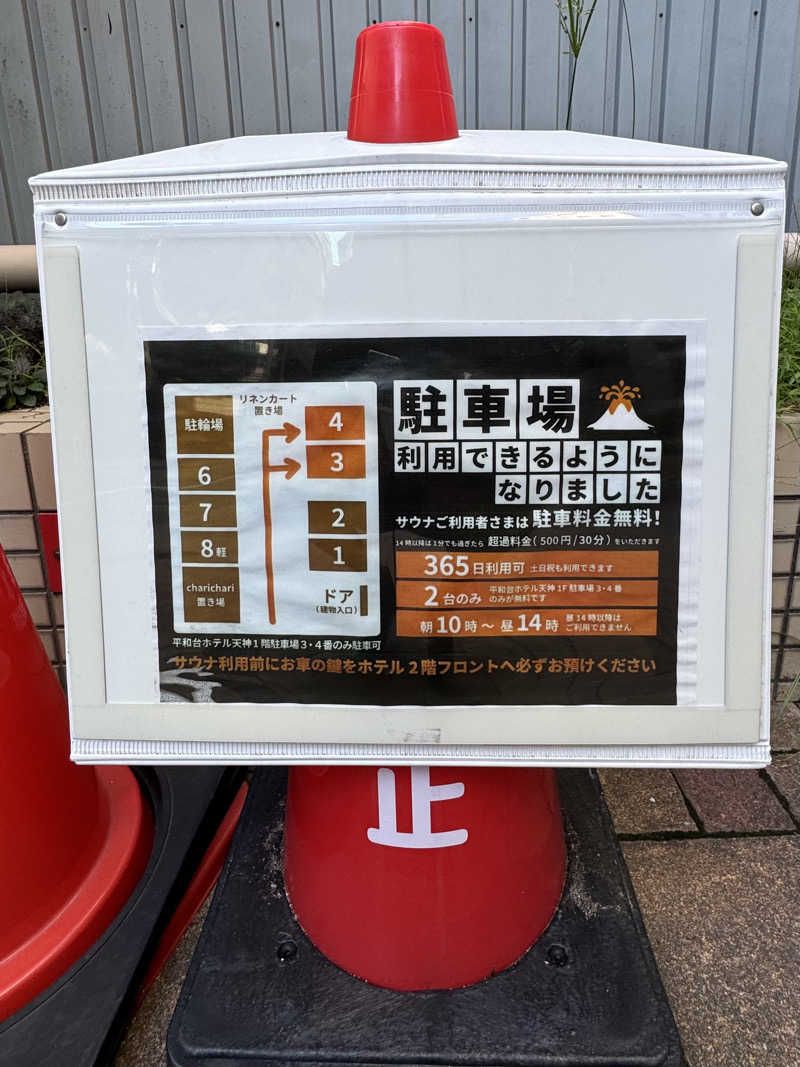 駐輪場
6
7
8軽
charichari
置き場
リネンカート
置き場
4
3
2
1
ドア
(建物入口)
平和台ホテル天神1階駐車場3・4番のみ駐車可
駐車場
利用できるように
なりました
サウナご利用者さまは 駐車料金無料!
14時以降は1分でも過ぎたら 超過料金(500円/30分)をいただきます
365日利用可 土日祝も利用できます
2台のみ 平和台ホテル天神1F駐車場3・4番
のみが無料です
朝10時〜昼14時 昼14時以降は
ご利用できません
サウナ利用前にお車の鍵をホテル2階フロントへ必ずお預けください
止